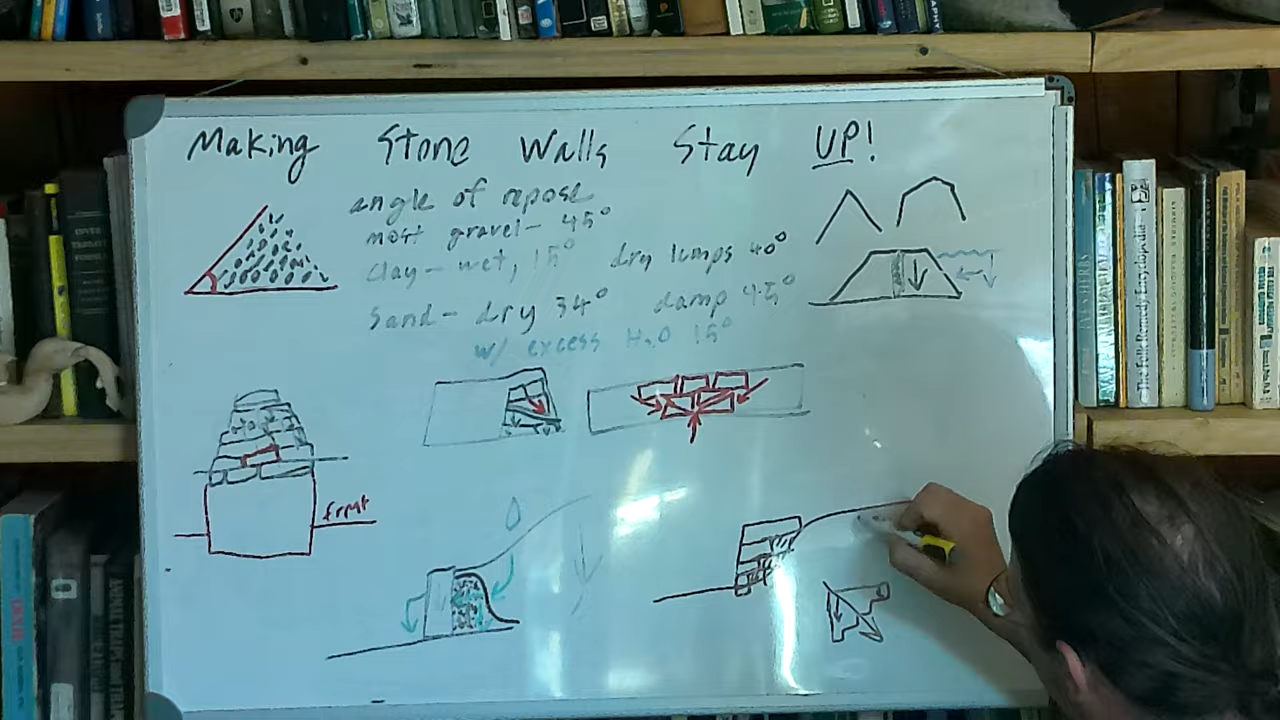 Making Stone Walls Stay UP!
angle of repose
most gravel - 45°
clay - wet, 15° dry lumps 40°
Sand - dry 34° damp 45°
w/ excess H₂O 15°
frost